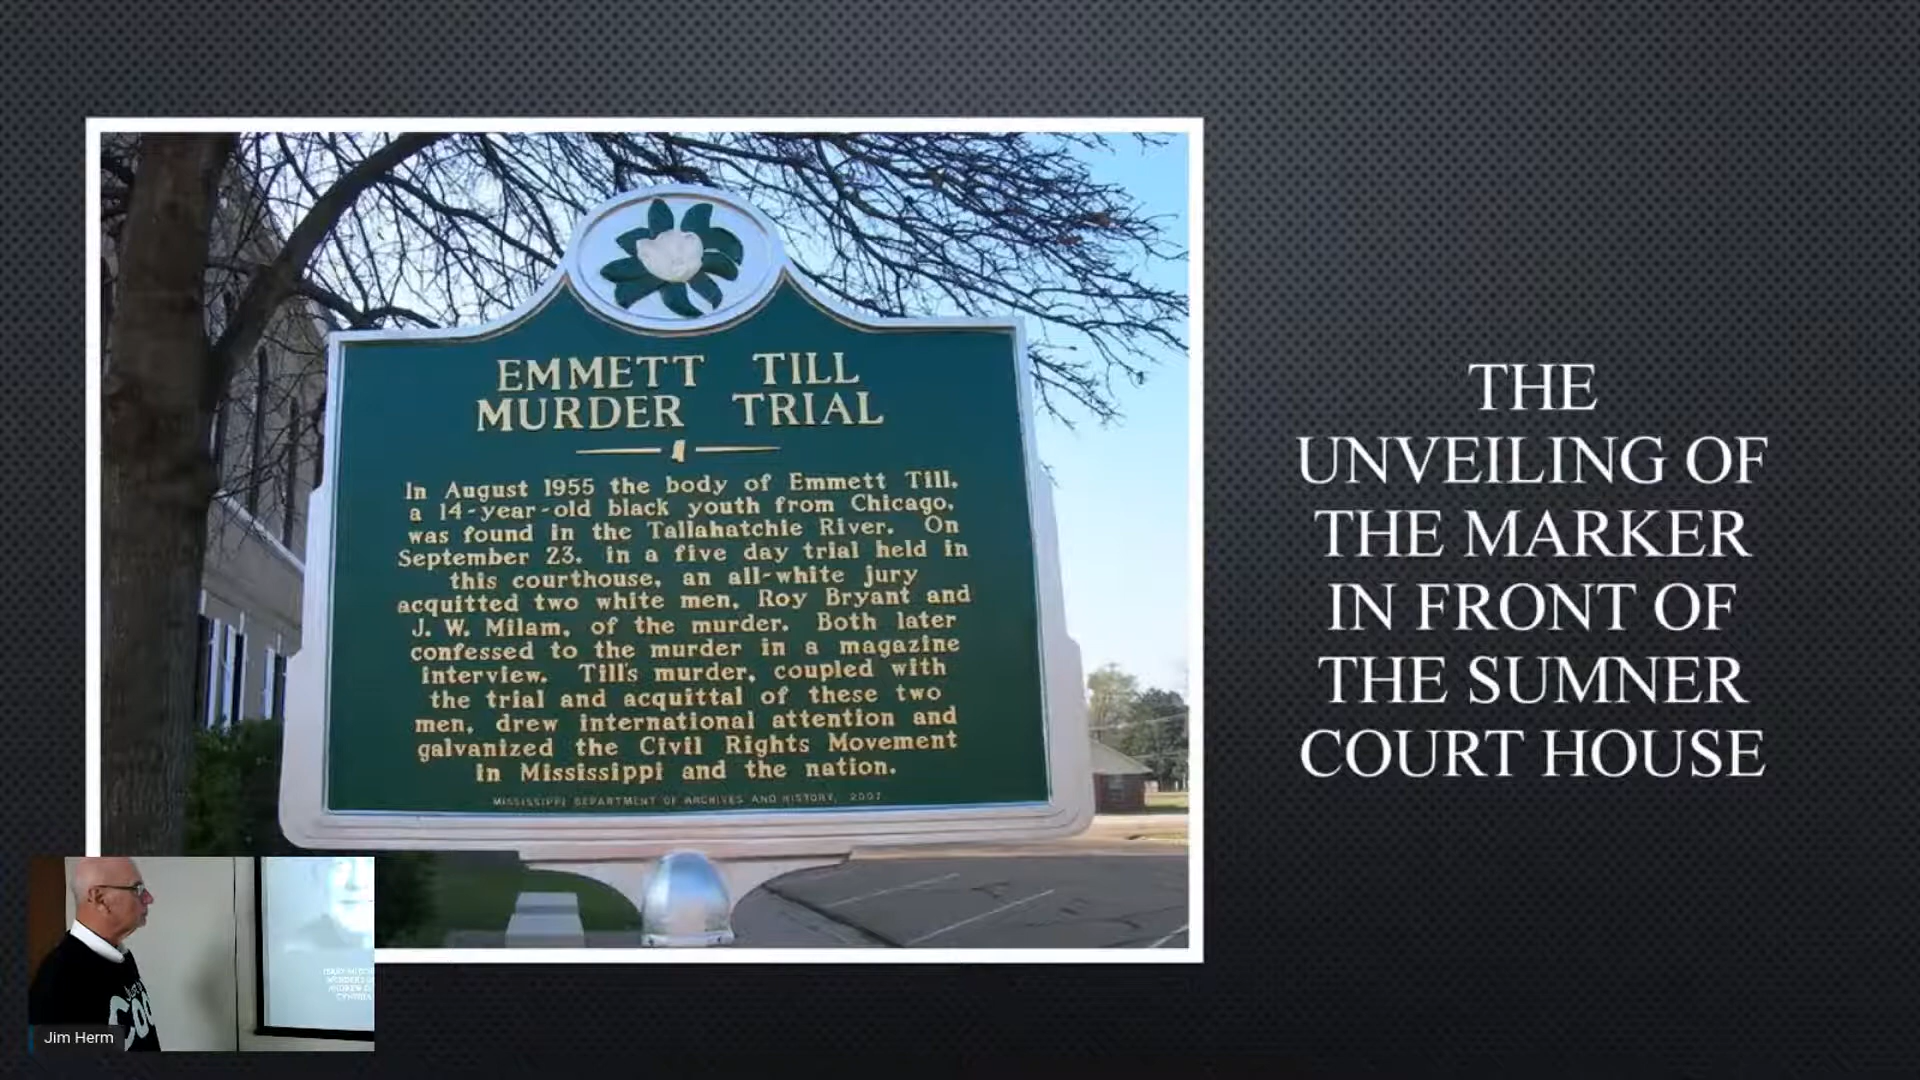 EMMETT TILL
MURDER TRIAL
In August 1955 the body of Emmett Till,
a 14-year-old black youth from Chicago,
was found in the Tallahatchie River. On
September 23, in a five day trial held in
this courthouse, an all-white jury
acquitted two white men, Roy Bryant and
J. W. Milam, of the murder. Both later
confessed to the murder in a magazine
interview. Till's murder, coupled with
the trial and acquittal of these two
men, drew international attention and
galvanized the Civil Rights Movement
in Mississippi and the nation.
MISSISSIPPI DEPARTMENT OF ARCHIVES AND HISTORY, 2007
THE
UNVEILING OF
THE MARKER
IN FRONT OF
THE SUMNER
COURT HOUSE
Jim Herm